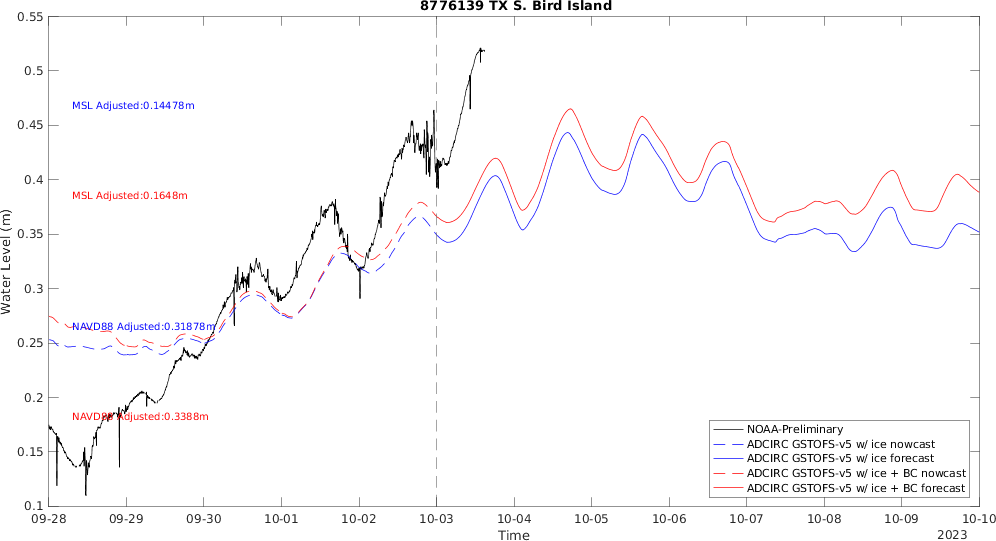 8776139 TX S. Bird Island
0.55
0.5
0.45
0.4
0.35
0.3
0.25
0.2
0.15
0.1
Water Level (m)
MSL Adjusted:0.14478m
MSL Adjusted:0.1648m
NAVD88 Adjusted:0.31878m
NAVD88 Adjusted:0.3388m
NOAA-Preliminary
ADCIRC GSTOFS-v5 w/ ice nowcast
ADCIRC GSTOFS-v5 w/ ice forecast
ADCIRC GSTOFS-v5 w/ ice + BC nowcast
ADCIRC GSTOFS-v5 w/ ice + BC forecast
09-28 09-29 09-30 10-01 10-02 10-03 10-04 10-05 10-06 10-07 10-08 10-09 10-10
Time
2023